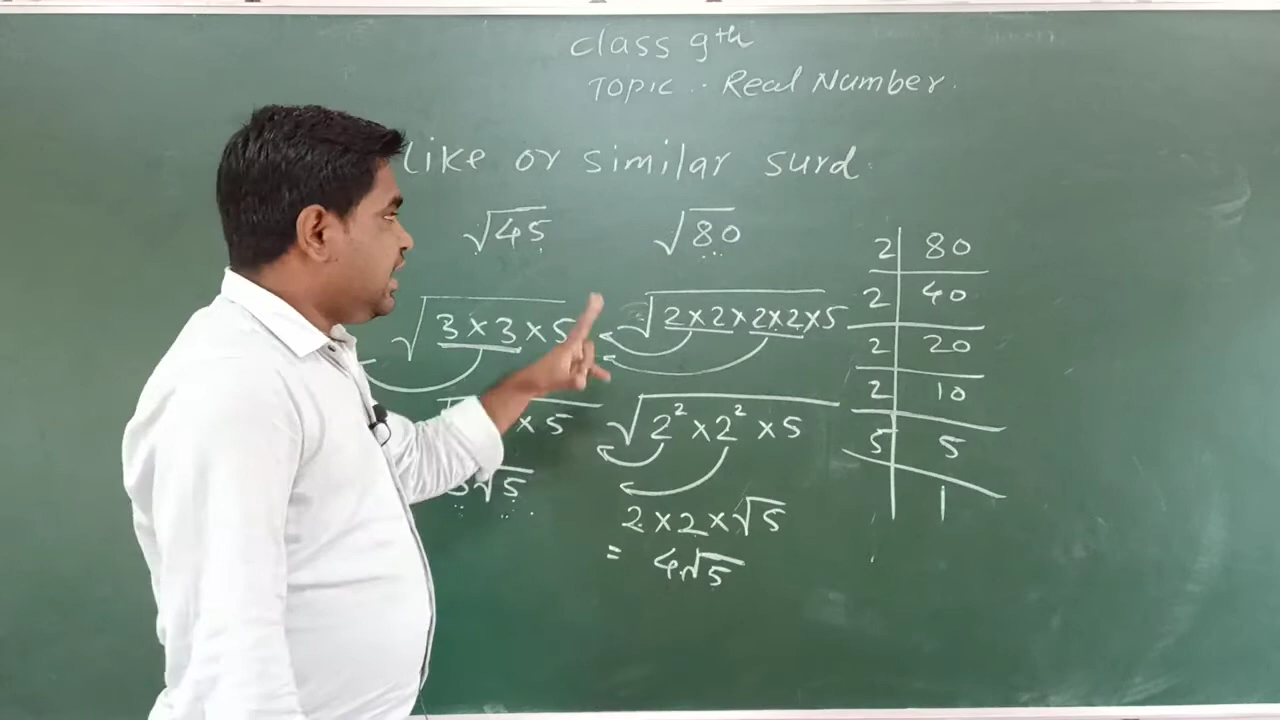 Class 9th
TOPIC .. Real Number.
like or similar surd.
√45 √80
√3×3×5 √2×2×2×2×5
×5 √2²×2²×5
3√5 2×2×√5
= 4√5
2 | 80
2 | 40
2 | 20
2 | 10
5 | 5
1